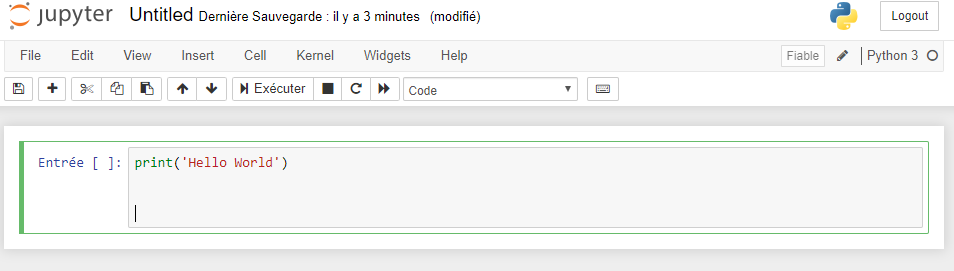 jupyter Untitled Dernière Sauvegarde : il y a 3 minutes (modifié) Logout
File Edit View Insert Cell Kernel Widgets Help Fiable Python 3
Exécuter Code
Entrée [ ]: print('Hello World')